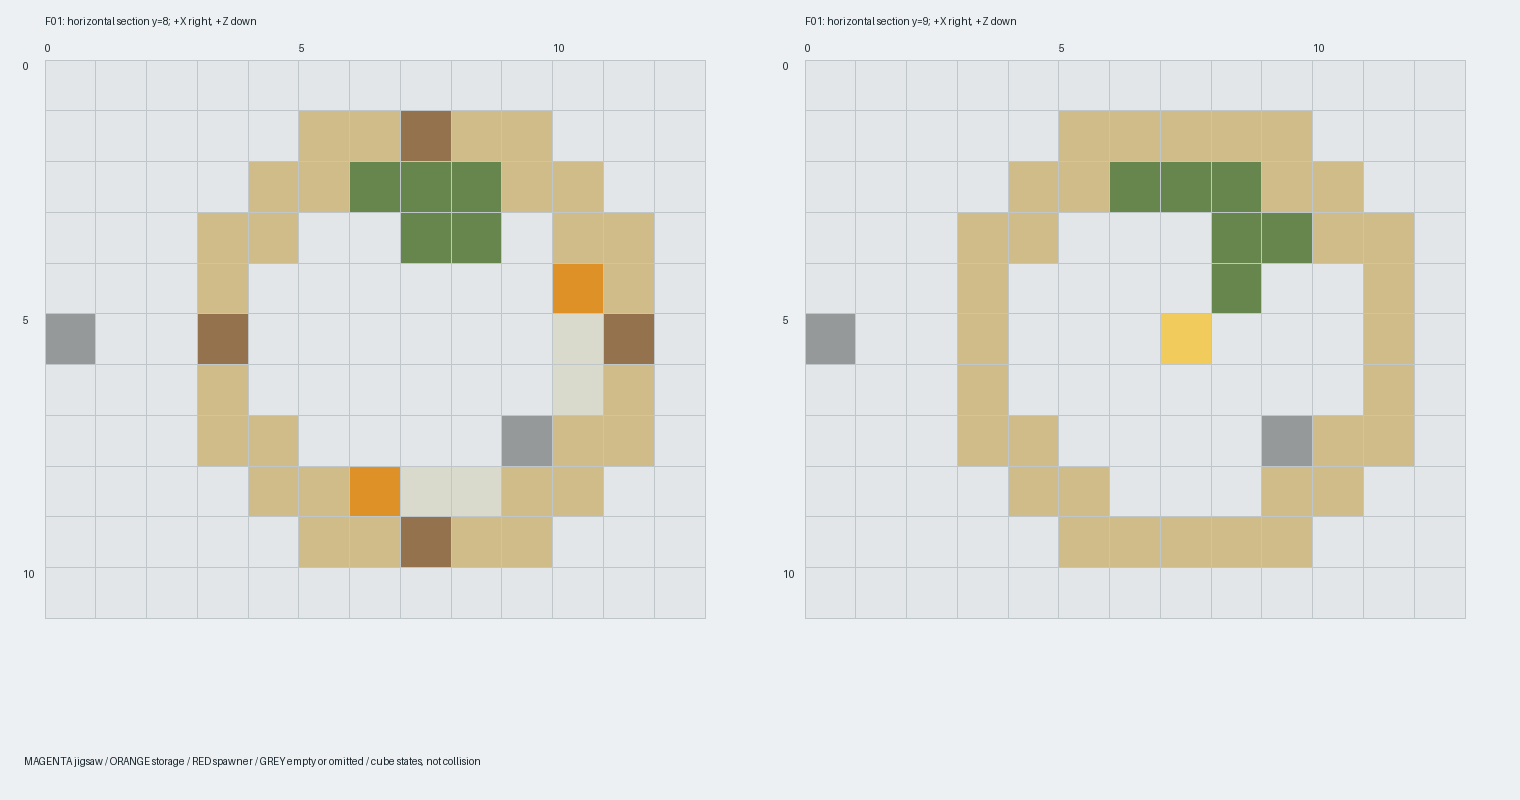 F01: horizontal section y=8; +X right, +Z down
F01: horizontal section y=9; +X right, +Z down
0 5 10
0 5 10
0
0
5
5
10
10
MAGENTA jigsaw / ORANGE storage / RED spawner / GREY empty or omitted / cube states, not collision